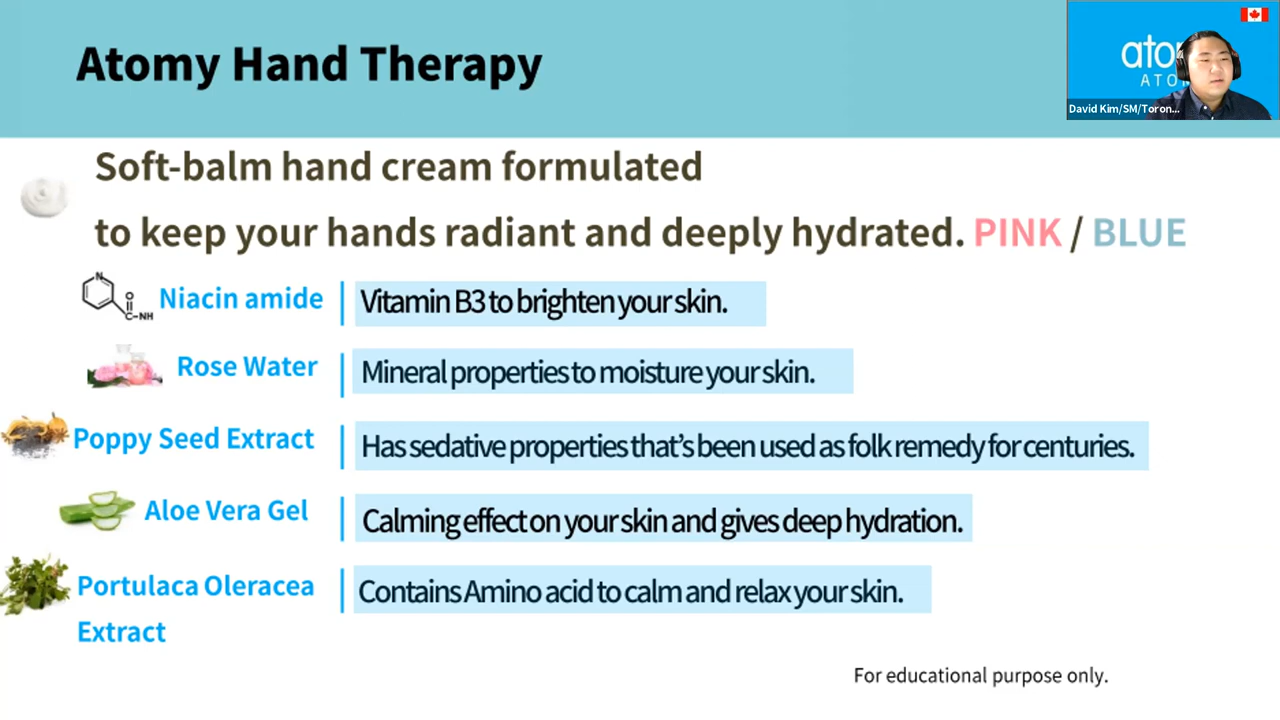 Atomy Hand Therapy
ato
ATO
David Kim/SM/Toron...
Soft-balm hand cream formulated
to keep your hands radiant and deeply hydrated. PINK / BLUE
N
O
C-NH
Niacin amide
Vitamin B3 to brighten your skin.
Rose Water
Mineral properties to moisture your skin.
Poppy Seed Extract
Has sedative properties that's been used as folk remedy for centuries.
Aloe Vera Gel
Calming effect on your skin and gives deep hydration.
Portulaca Oleracea
Extract
Contains Amino acid to calm and relax your skin.
For educational purpose only.